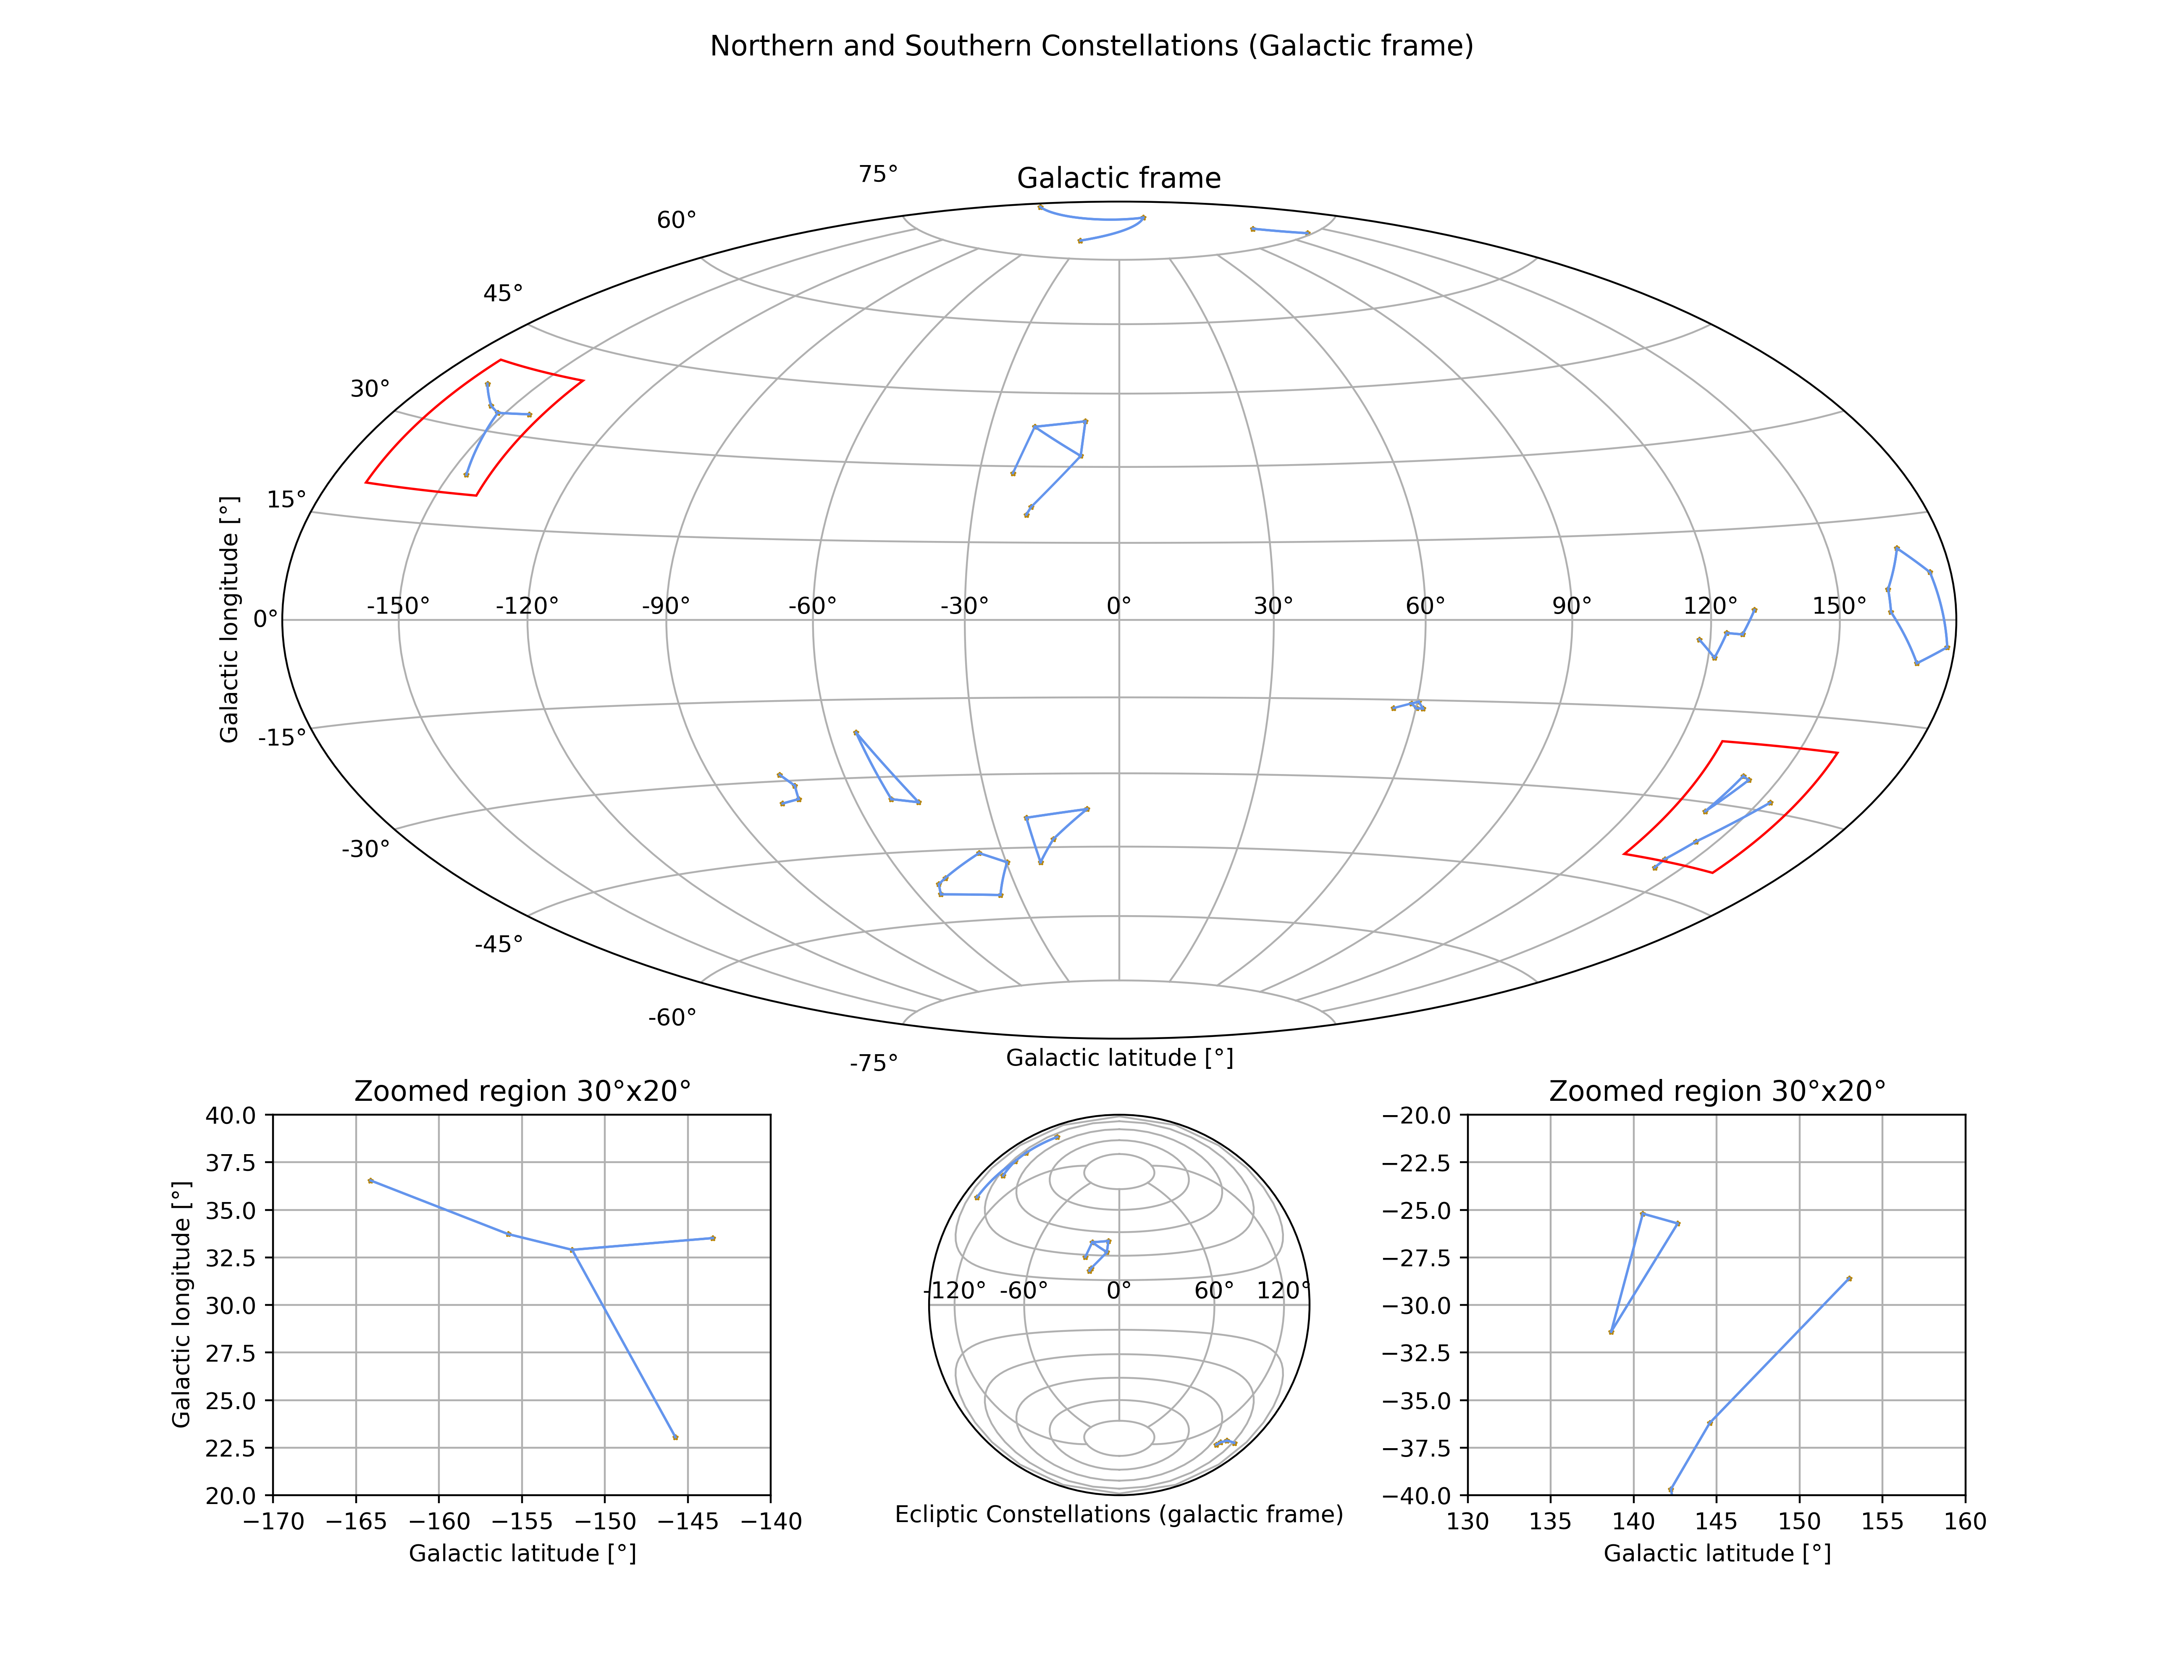 Northern and Southern Constellations (Galactic frame)
Galactic frame
75°
60°
45°
30°
15°
0°
-15°
-30°
-45°
-60°
-75°
-150° -120° -90° -60° -30° 0° 30° 60° 90° 120° 150°
Galactic longitude [°]
Galactic latitude [°]
Zoomed region 30°x20°
40.0
37.5
35.0
32.5
30.0
27.5
25.0
22.5
20.0
−170 −165 −160 −155 −150 −145 −140
Galactic longitude [°]
Galactic latitude [°]
-120° -60° 0° 60° 120°
Ecliptic Constellations (galactic frame)
Zoomed region 30°x20°
−20.0
−22.5
−25.0
−27.5
−30.0
−32.5
−35.0
−37.5
−40.0
130 135 140 145 150 155 160
Galactic latitude [°]